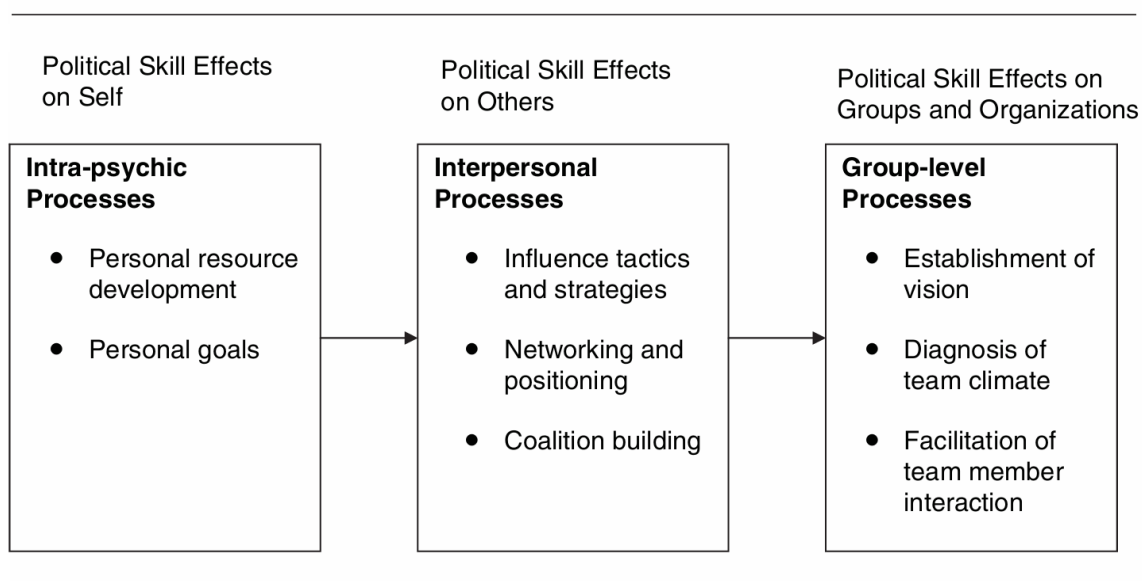 Political Skill Effects
on Self
Political Skill Effects
on Others
Political Skill Effects on
Groups and Organizations
Intra-psychic
Processes
● Personal resource
development
● Personal goals
Interpersonal
Processes
● Influence tactics
and strategies
● Networking and
positioning
● Coalition building
Group-level
Processes
● Establishment of
vision
● Diagnosis of
team climate
● Facilitation of
team member
interaction